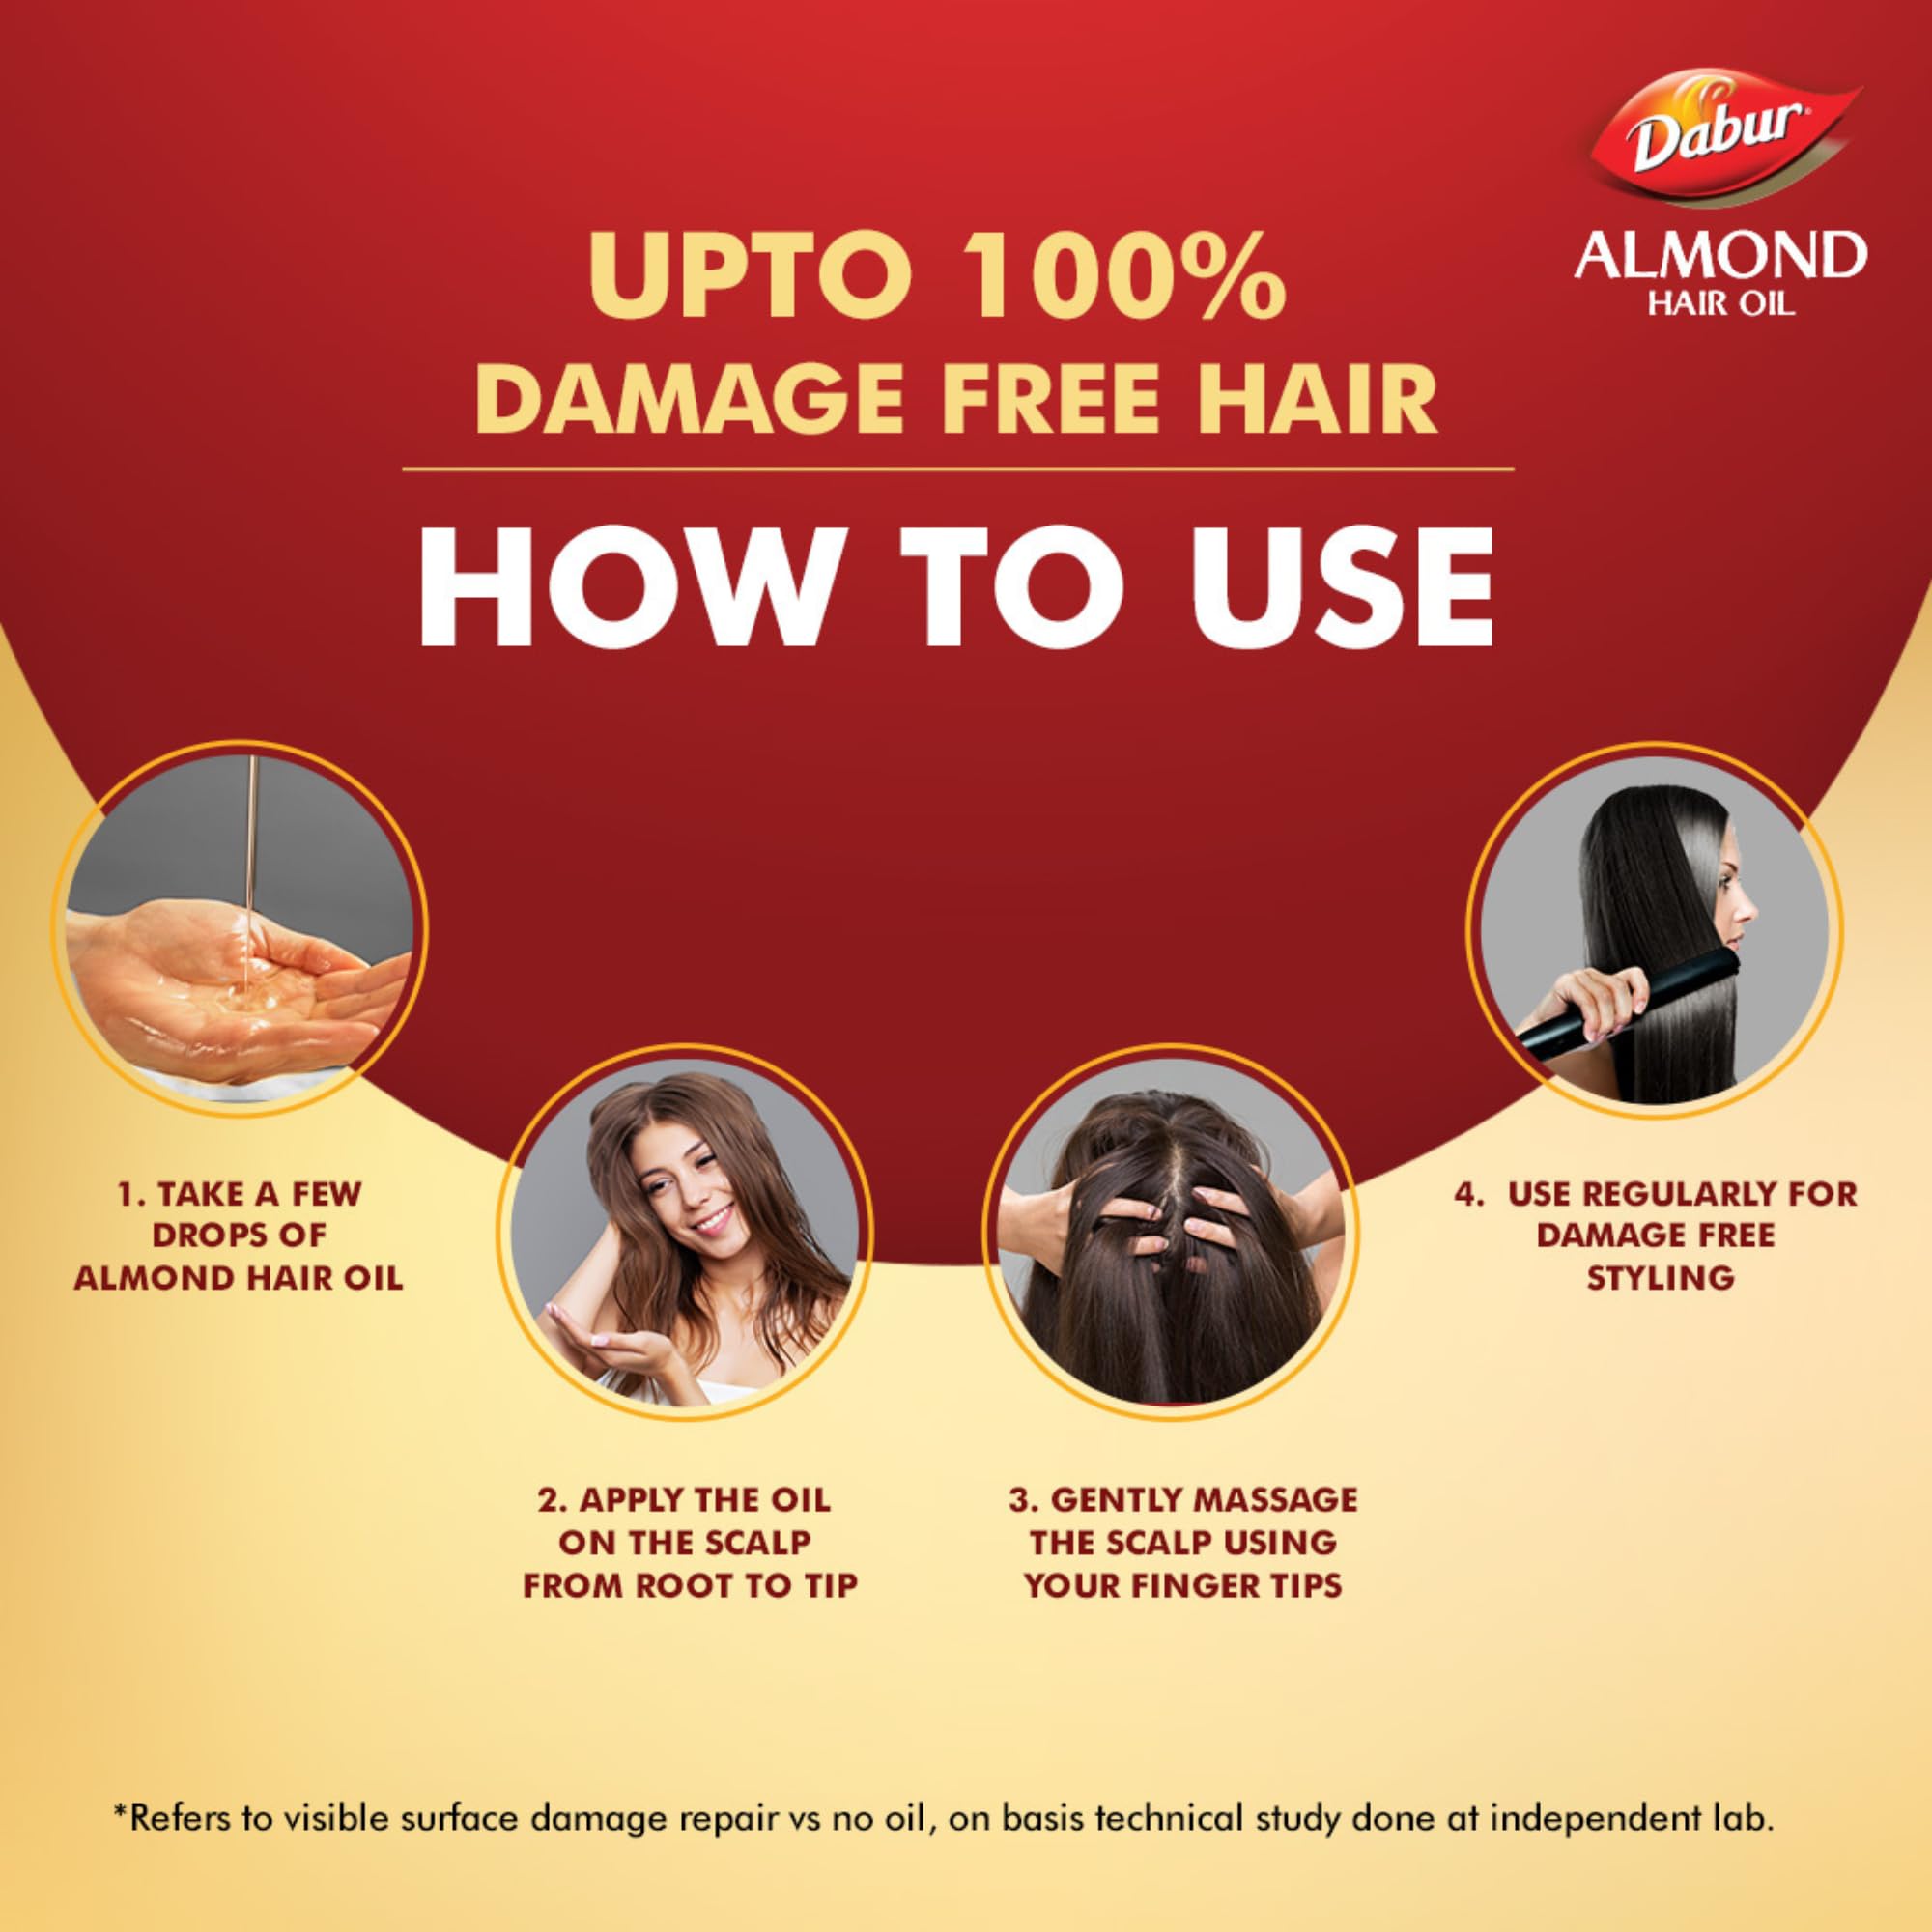 Dabur
ALMOND
HAIR OIL
UPTO 100%
DAMAGE FREE HAIR
HOW TO USE
1. TAKE A FEW
DROPS OF
ALMOND HAIR OIL
2. APPLY THE OIL
ON THE SCALP
FROM ROOT TO TIP
3. GENTLY MASSAGE
THE SCALP USING
YOUR FINGER TIPS
4. USE REGULARLY FOR
DAMAGE FREE
STYLING
*Refers to visible surface damage repair vs no oil, on basis technical study done at independent lab.